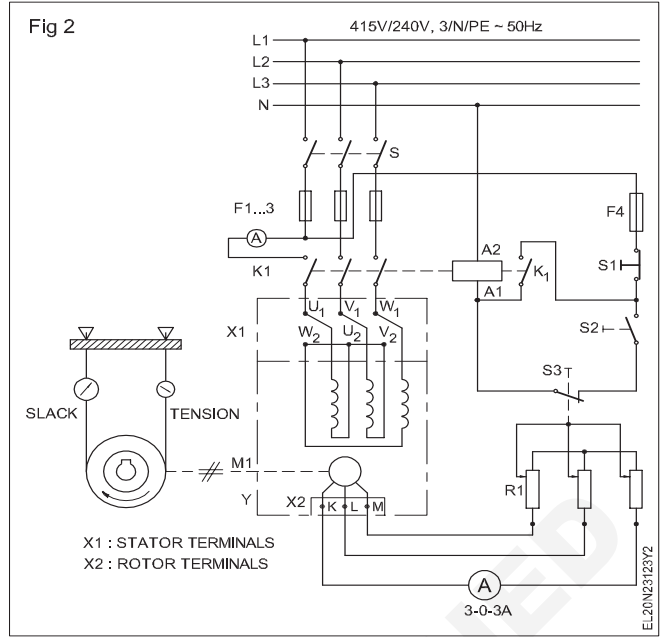 Fig 2
415V/240V, 3/N/PE ~ 50Hz
L1
L2
L3
N
S
F1...3
F4
A
K1
A2
A1
K1
S1
S2
S3
U1 V1 W1
X1
W2 U2 V2
SLACK
TENSION
M1
Y
X2
K L M
R1
X1 : STATOR TERMINALS
X2 : ROTOR TERMINALS
A
3-0-3A
EL20N23123Y2